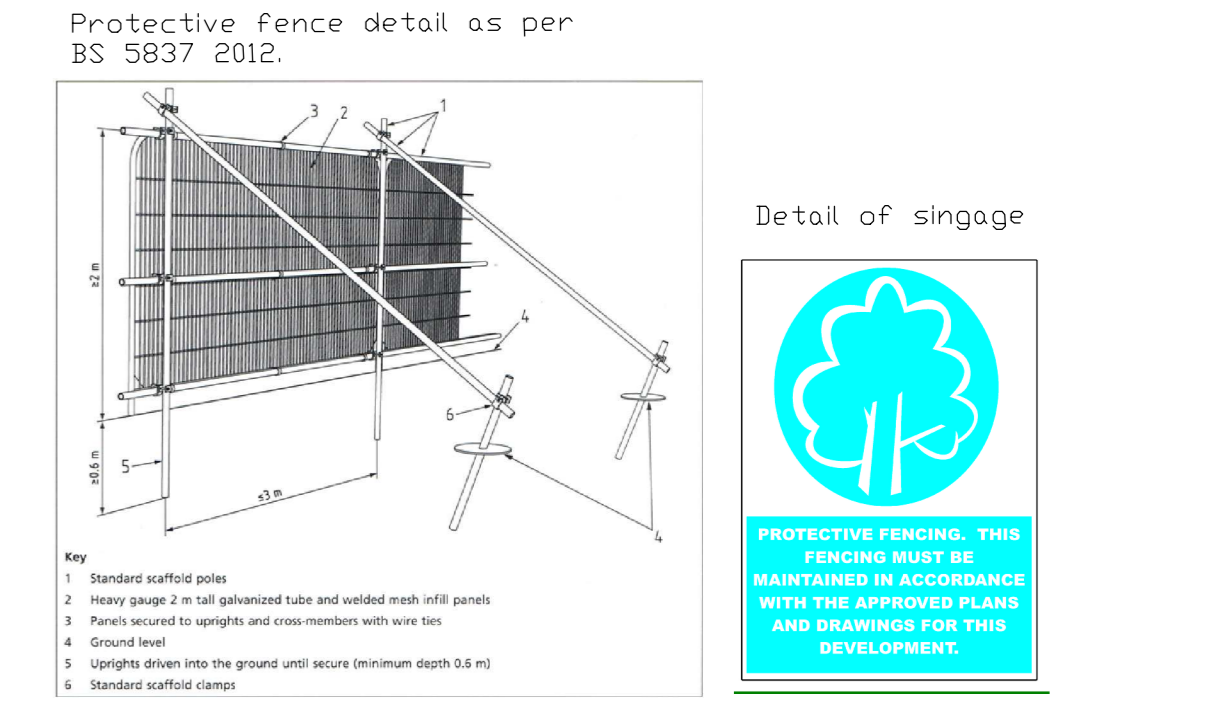 Protective fence detail as per
BS 5837 2012.
3
2
1
≥2 m
4
6
5
≥0.6 m
≤3 m
4
Key
1 Standard scaffold poles
2 Heavy gauge 2 m tall galvanized tube and welded mesh infill panels
3 Panels secured to uprights and cross-members with wire ties
4 Ground level
5 Uprights driven into the ground until secure (minimum depth 0.6 m)
6 Standard scaffold clamps
Detail of singage
PROTECTIVE FENCING. THIS
FENCING MUST BE
MAINTAINED IN ACCORDANCE
WITH THE APPROVED PLANS
AND DRAWINGS FOR THIS
DEVELOPMENT.